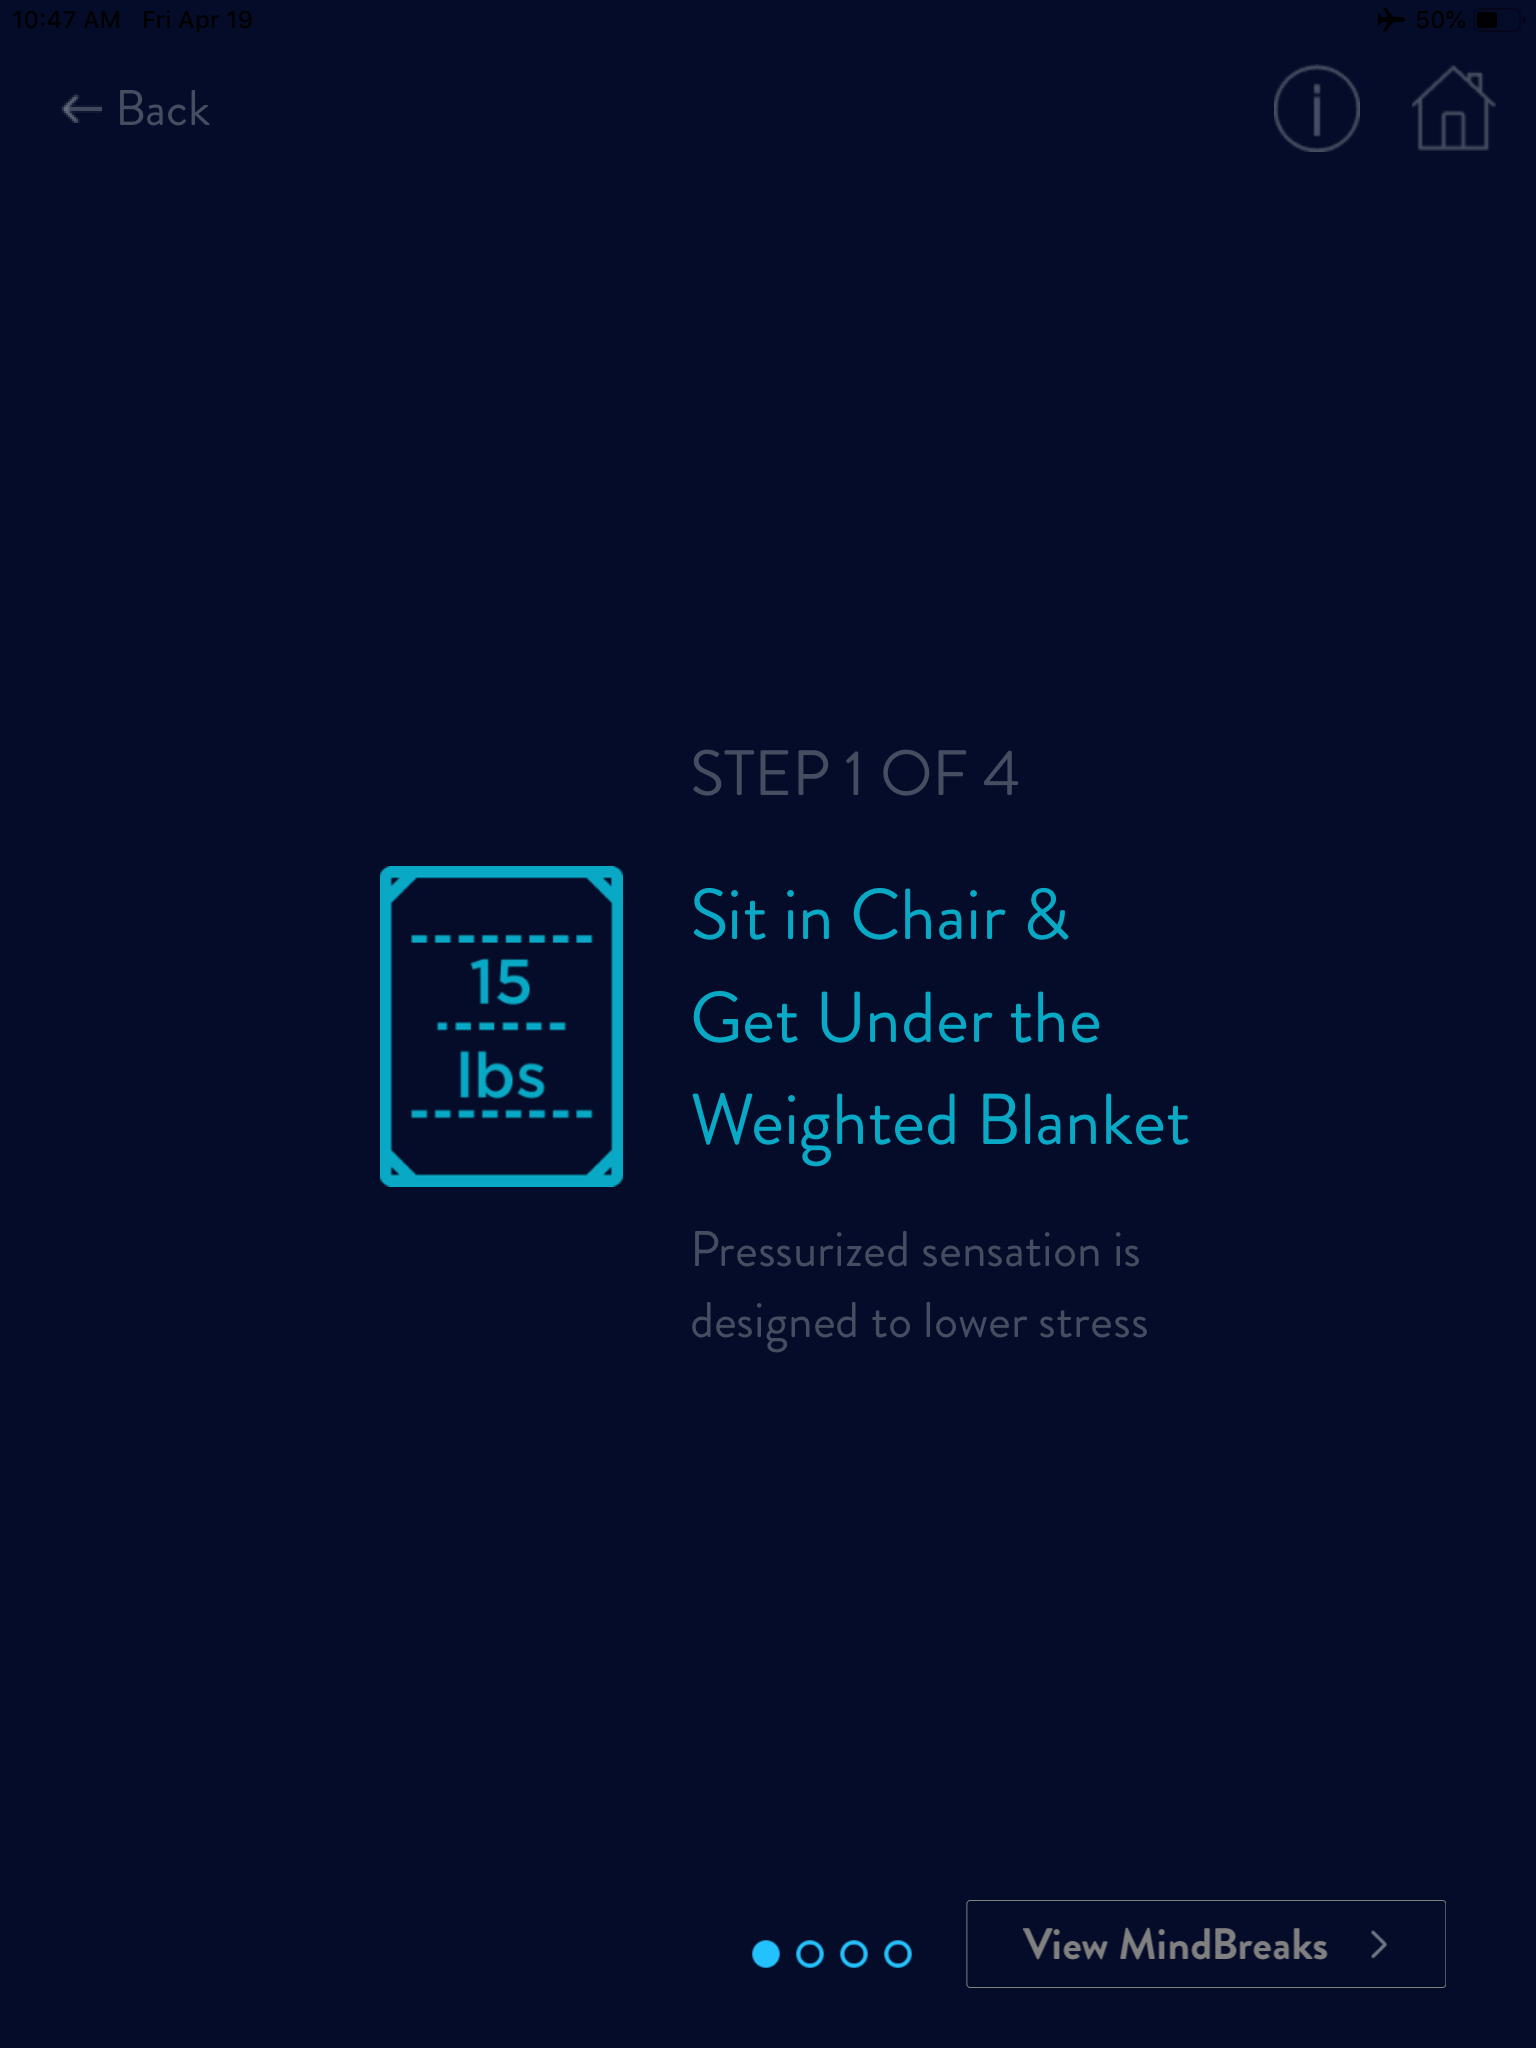 10:47 AM Fri Apr 19
50%
Back
STEP 1 OF 4
15
lbs
Sit in Chair &
Get Under the
Weighted Blanket
Pressurized sensation is
designed to lower stress
View MindBreaks